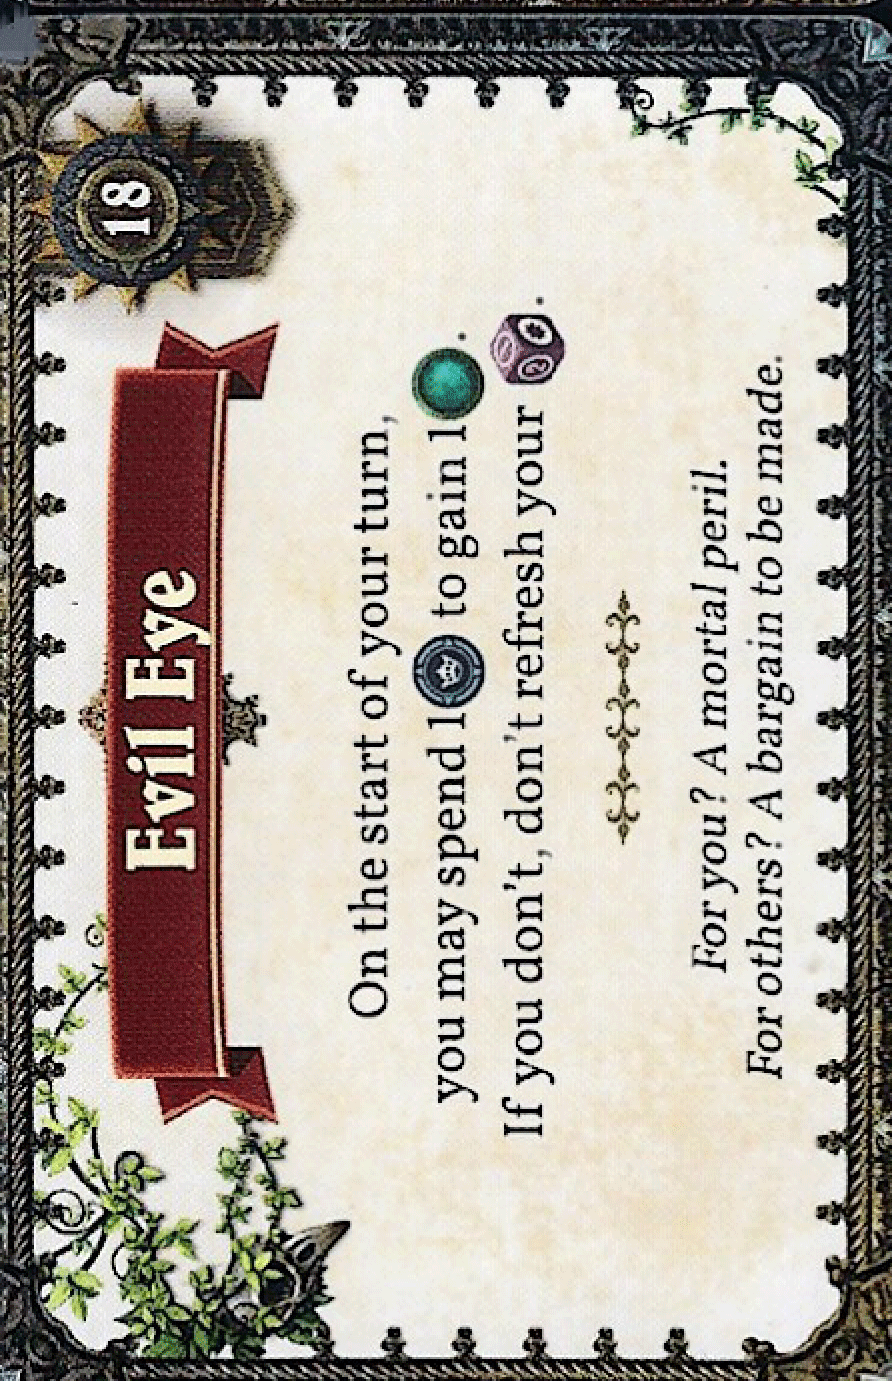 18
Evil Eye
On the start of your turn,
you may spend 1 to gain 1 .
If you don't, don't refresh your .
For you? A mortal peril.
For others? A bargain to be made.